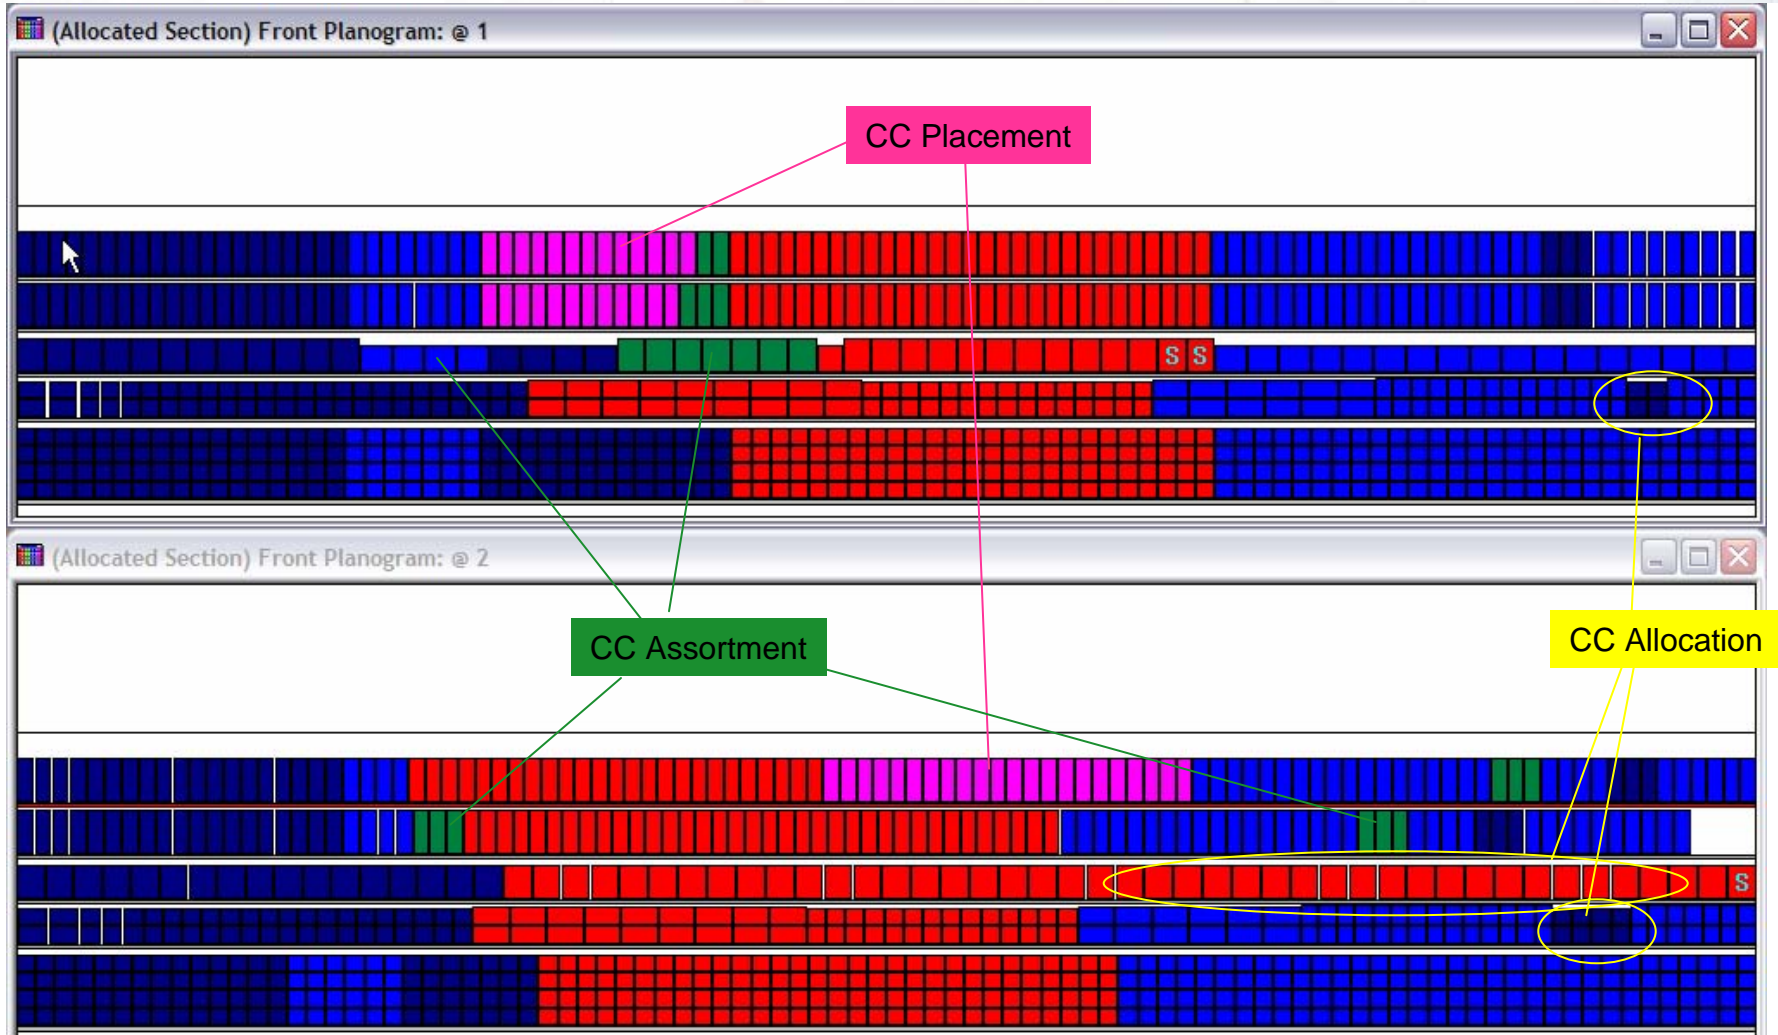 (Allocated Section) Front Planogram: @ 1
CC Placement
S S
(Allocated Section) Front Planogram: @ 2
CC Assortment
CC Allocation
S